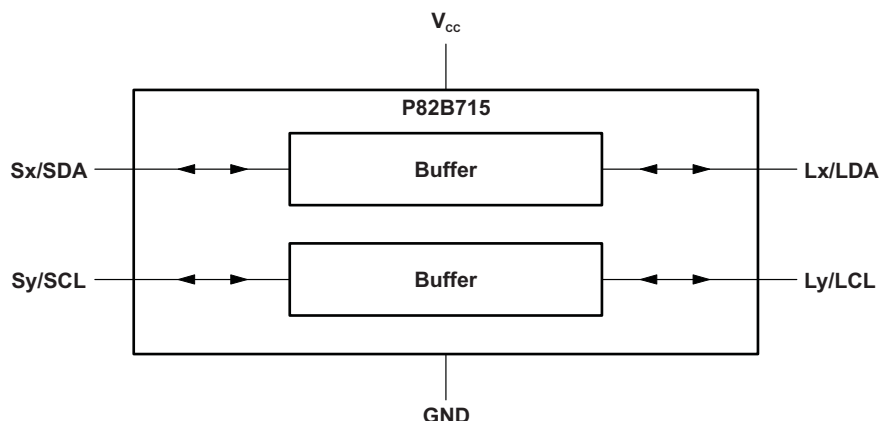 Vcc
P82B715
Sx/SDA
Buffer
Lx/LDA
Sy/SCL
Buffer
Ly/LCL
GND